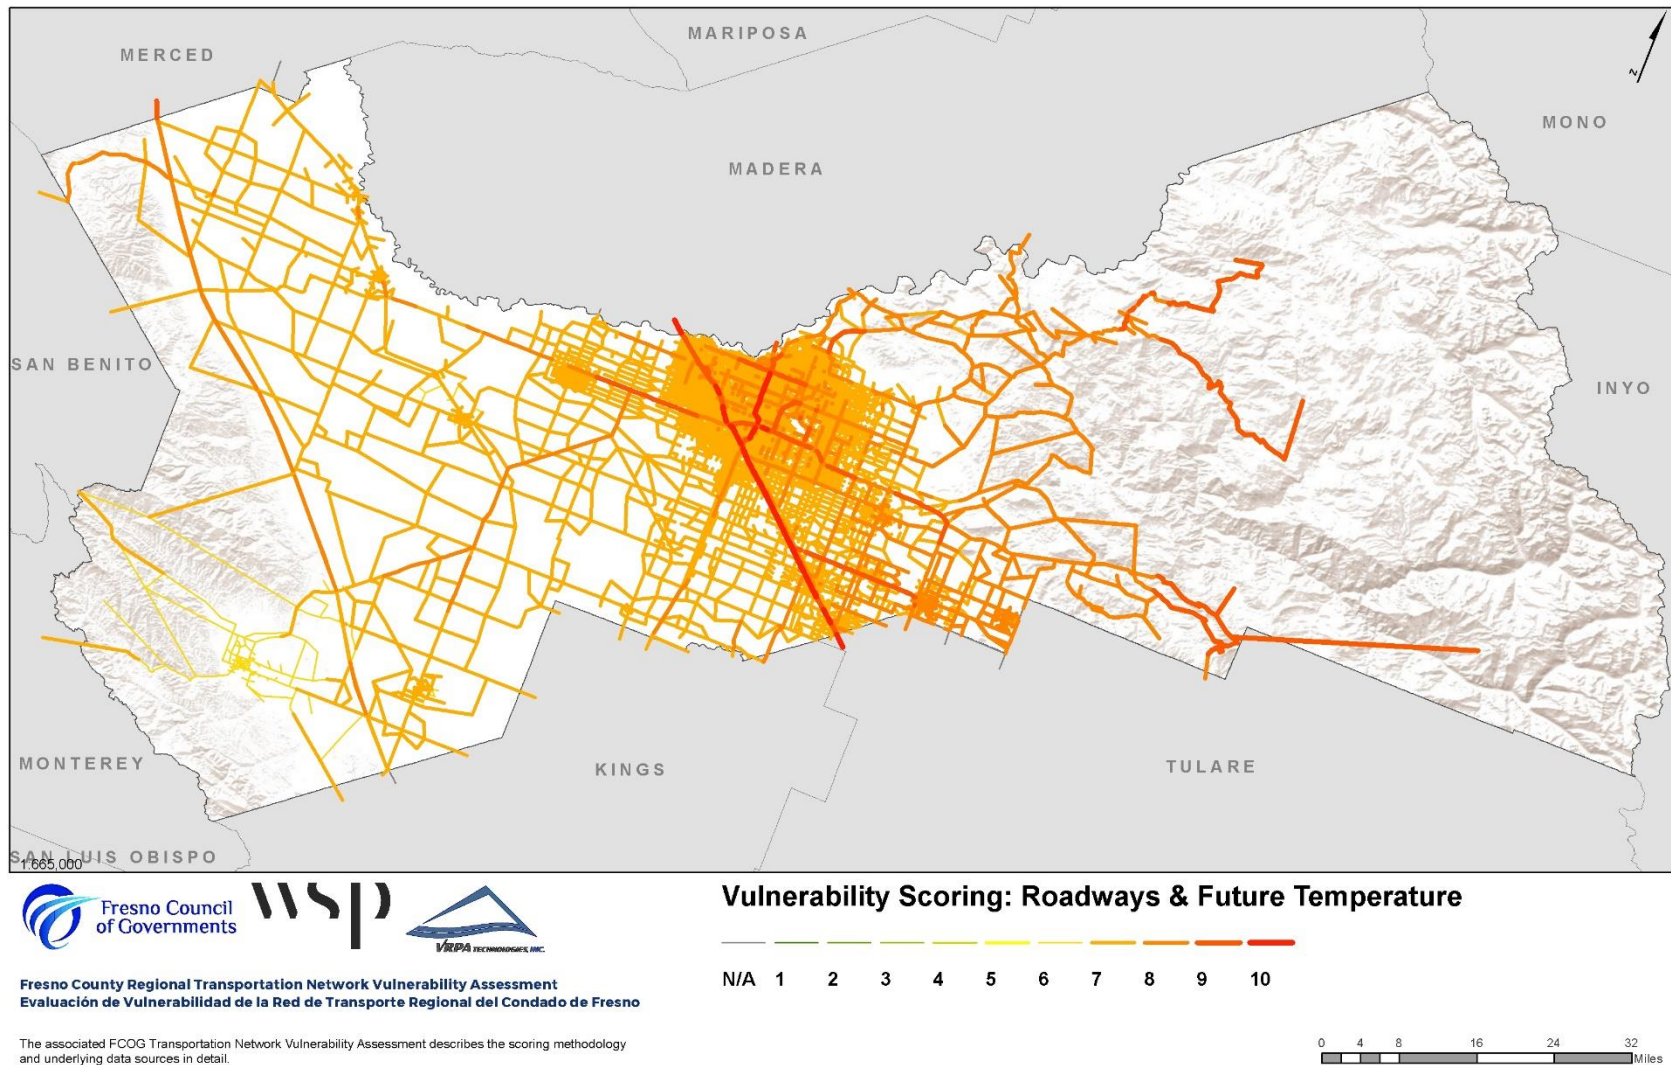 MERCED
MARIPOSA
MONO
MADERA
SAN BENITO
INYO
MONTEREY
KINGS
TULARE
SAN LUIS OBISPO
1:665,000
N
Fresno Council
of Governments
wsp
VRPA TECHNOLOGIES, INC.
Vulnerability Scoring: Roadways & Future Temperature
N/A 1 2 3 4 5 6 7 8 9 10
Fresno County Regional Transportation Network Vulnerability Assessment
Evaluación de Vulnerabilidad de la Red de Transporte Regional del Condado de Fresno
The associated FCOG Transportation Network Vulnerability Assessment describes the scoring methodology
and underlying data sources in detail.
0 4 8 16 24 32
Miles